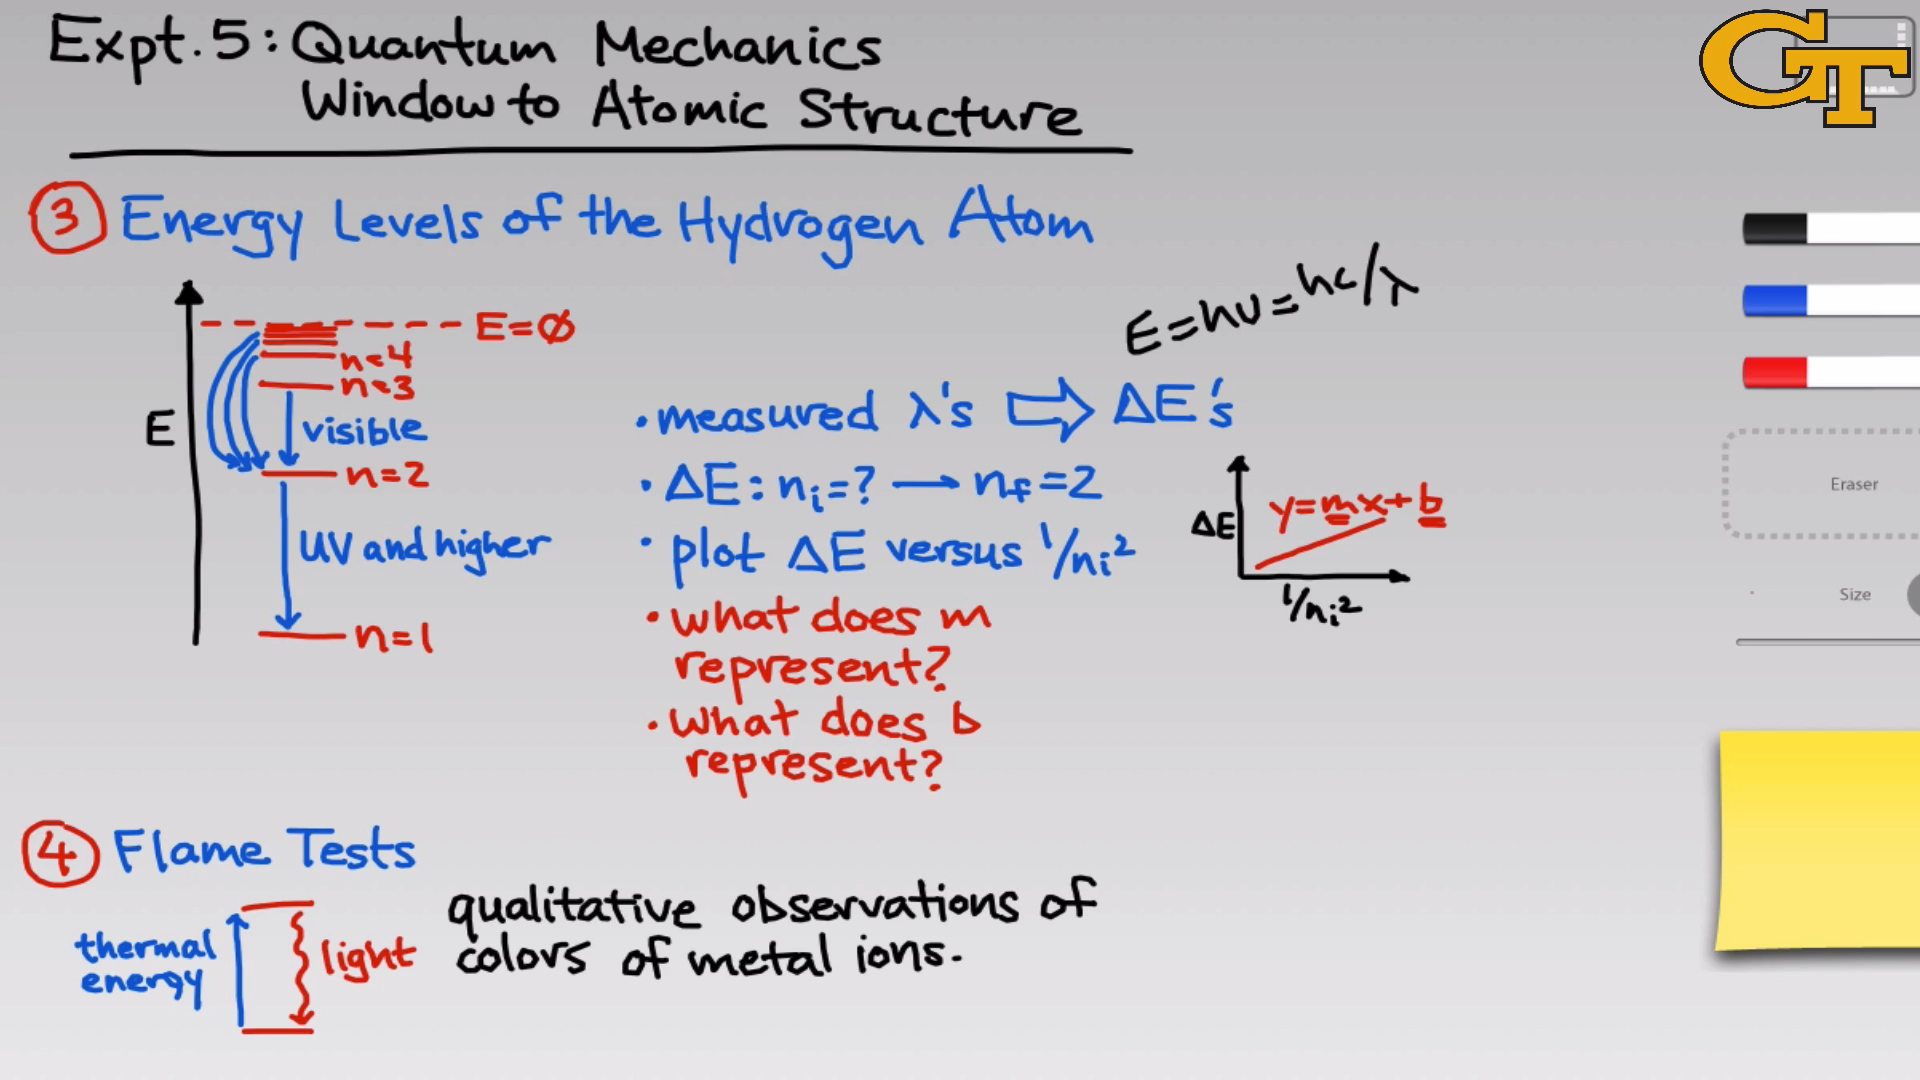 Expt. 5: Quantum Mechanics
Window to Atomic Structure
GT
③ Energy Levels of the Hydrogen Atom
E = hν = hc/λ
E=∅
n=4
n=3
E
visible
n=2
UV and higher
n=1
• measured λ's ⇒ ΔE's
• ΔE: nᵢ=? → n_f=2
• plot ΔE versus 1/nᵢ²
• what does m
represent?
• what does b
represent?
y=mx+b
ΔE
1/nᵢ²
Eraser
Size
④ Flame Tests
thermal
energy
light
qualitative observations of
colors of metal ions.